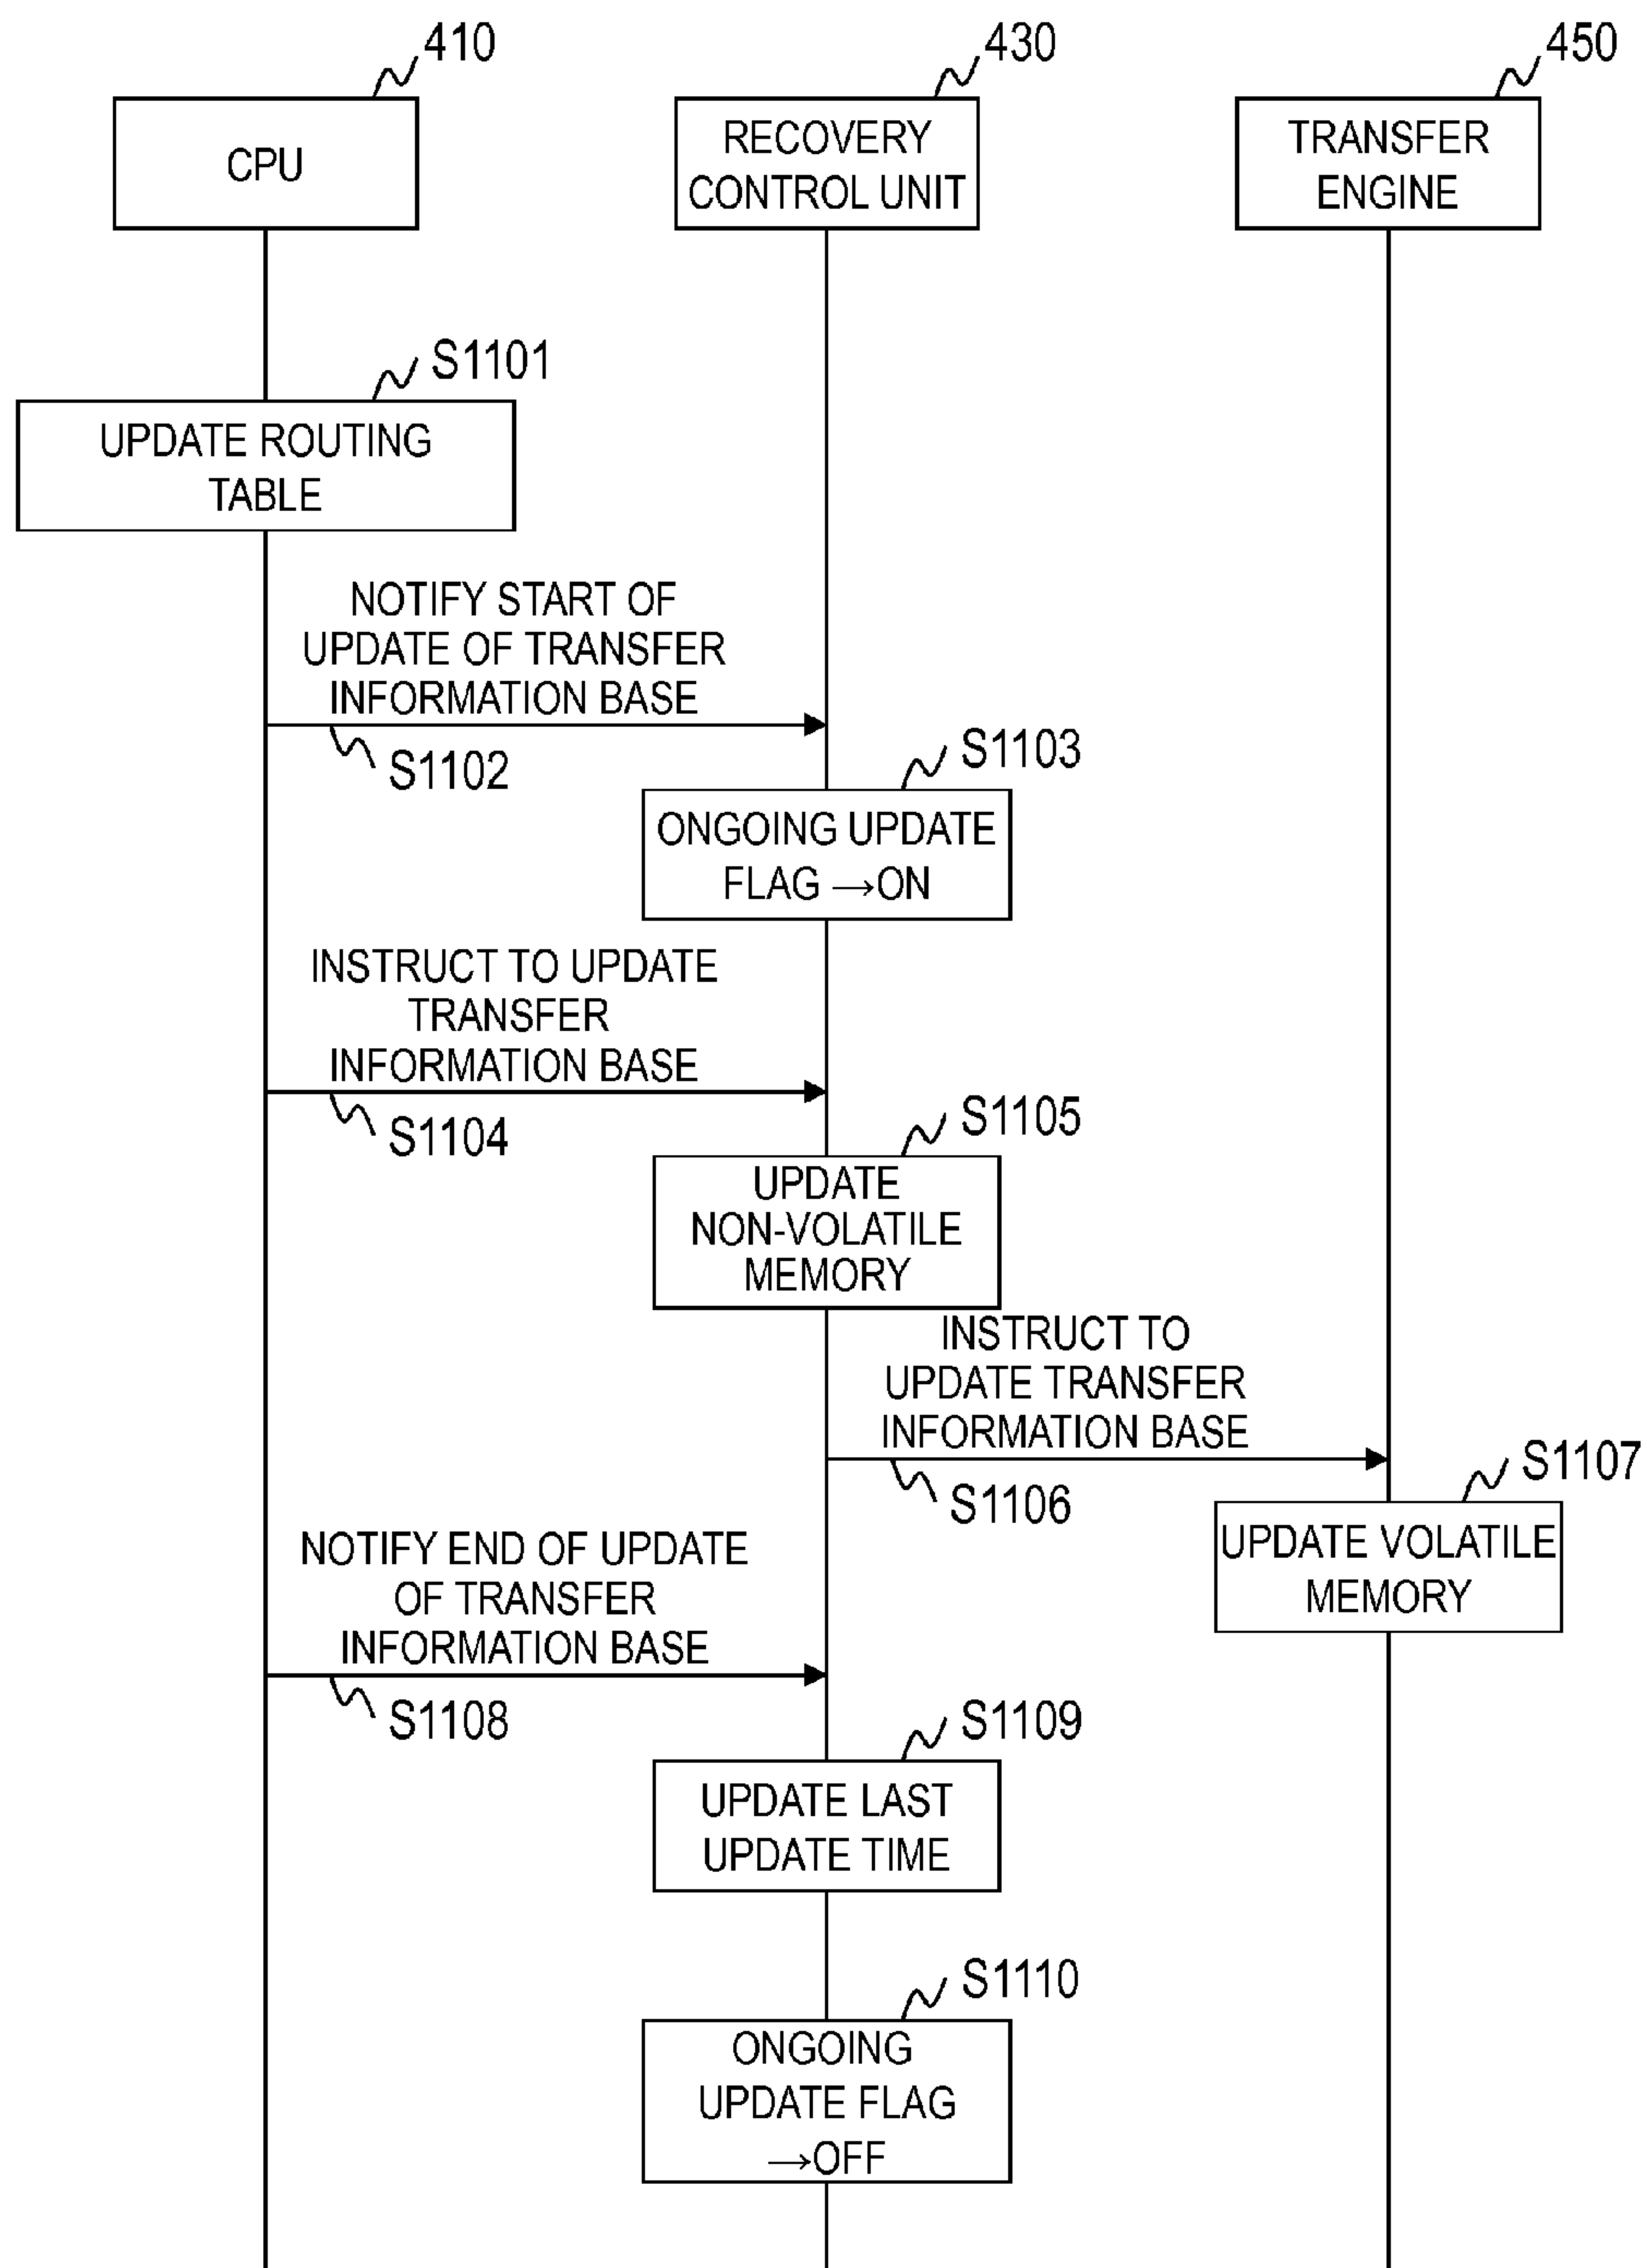 410
430
450
CPU
RECOVERY
CONTROL UNIT
TRANSFER
ENGINE
S1101
UPDATE ROUTING
TABLE
NOTIFY START OF
UPDATE OF TRANSFER
INFORMATION BASE
S1102
S1103
ONGOING UPDATE
FLAG →ON
INSTRUCT TO UPDATE
TRANSFER
INFORMATION BASE
S1104
S1105
UPDATE
NON-VOLATILE
MEMORY
INSTRUCT TO
UPDATE TRANSFER
INFORMATION BASE
S1106
S1107
UPDATE VOLATILE
MEMORY
NOTIFY END OF UPDATE
OF TRANSFER
INFORMATION BASE
S1108
S1109
UPDATE LAST
UPDATE TIME
S1110
ONGOING
UPDATE FLAG
→OFF